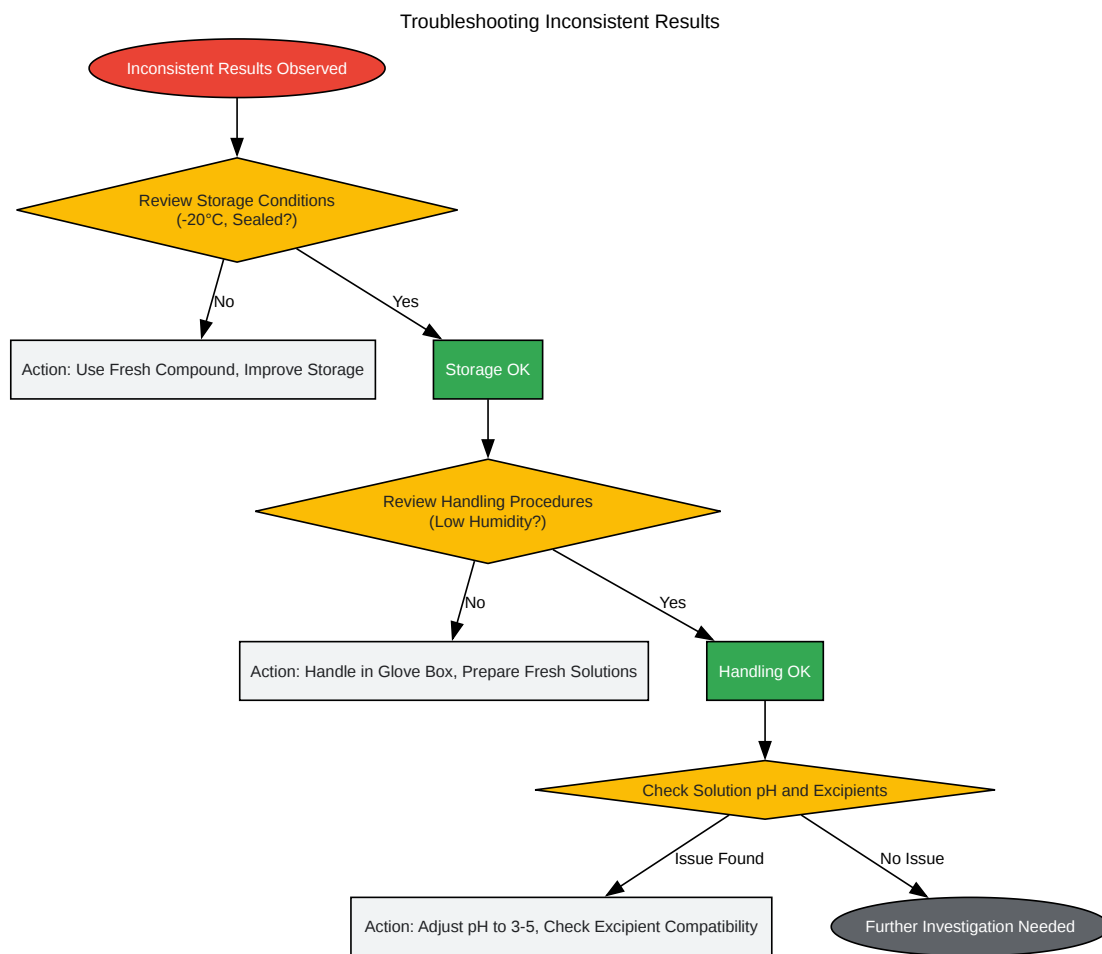 Troubleshooting Inconsistent Results
Inconsistent Results Observed
Review Storage Conditions
(-20°C, Sealed?)
No
Yes
Action: Use Fresh Compound, Improve Storage
Storage OK
Review Handling Procedures
(Low Humidity?)
No
Yes
Action: Handle in Glove Box, Prepare Fresh Solutions
Handling OK
Check Solution pH and Excipients
Issue Found
No Issue
Action: Adjust pH to 3-5, Check Excipient Compatibility
Further Investigation Needed